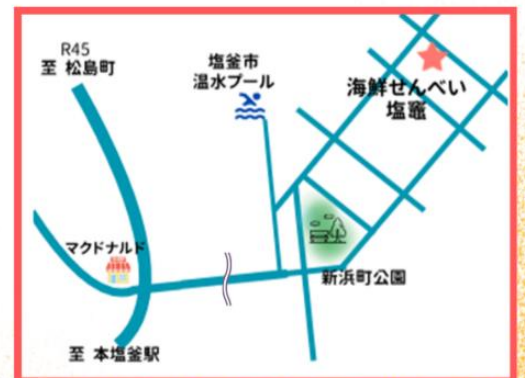 R45
至 松島町
塩釜市
温水プール
海鮮せんべい
塩竈
マクドナルド
新浜町公園
至 本塩釜駅